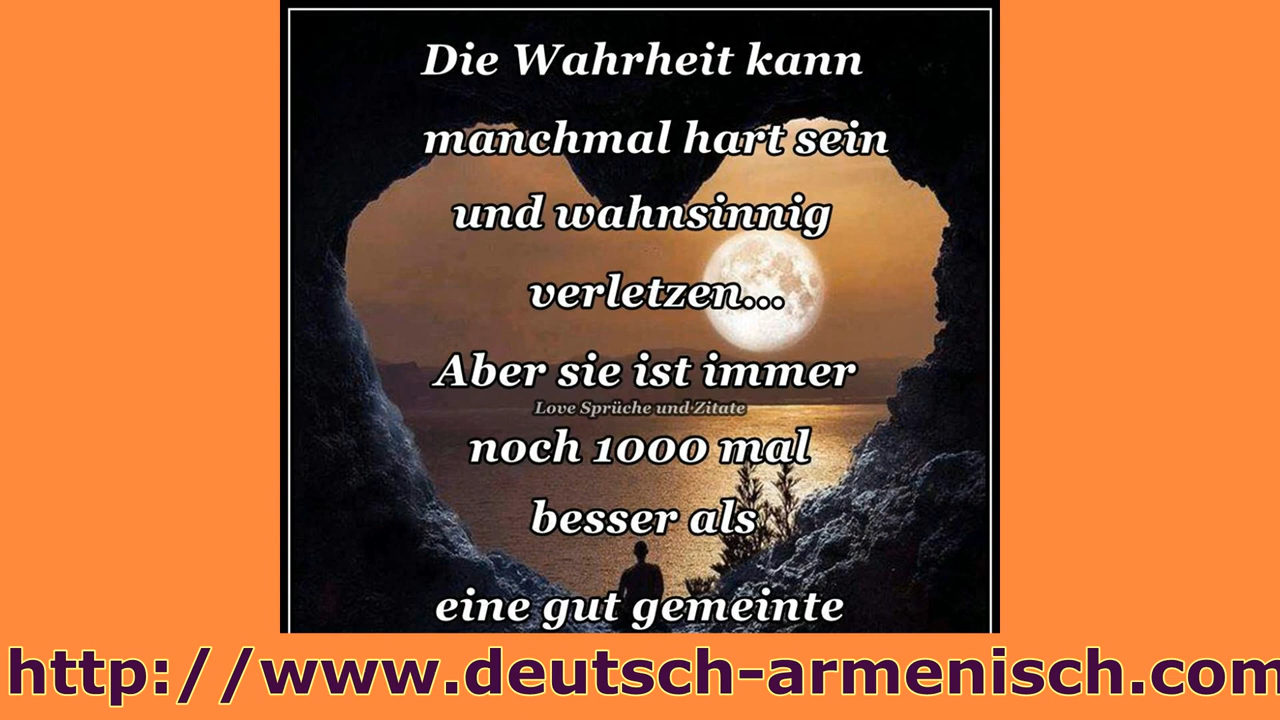 Die Wahrheit kann
manchmal hart sein
und wahnsinnig
verletzen...
Aber sie ist immer
Love Sprüche und Zitate
noch 1000 mal
besser als
eine gut gemeinte
http://www.deutsch-armenisch.com